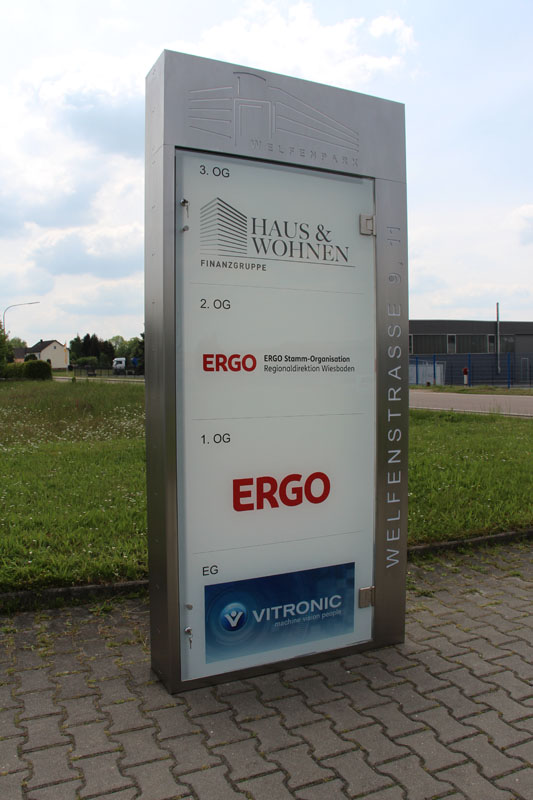 WELFENPARK
3. OG
HAUS &
WOHNEN
FINANZGRUPPE
2. OG
ERGO
ERGO Stamm-Organisation
Regionaldirektion Wiesbaden
1. OG
ERGO
EG
VITRONIC
machine vision people
WELFENSTRASSE 9, 11